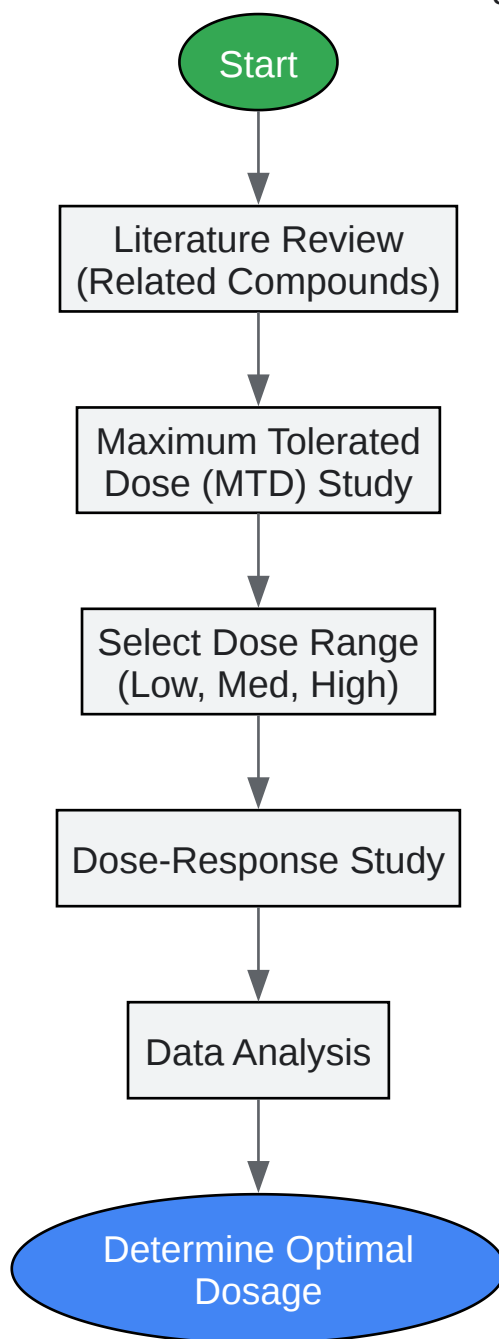 Start
Literature Review
(Related Compounds)
Maximum Tolerated
Dose (MTD) Study
Select Dose Range
(Low, Med, High)
Dose-Response Study
Data Analysis
Determine Optimal
Dosage